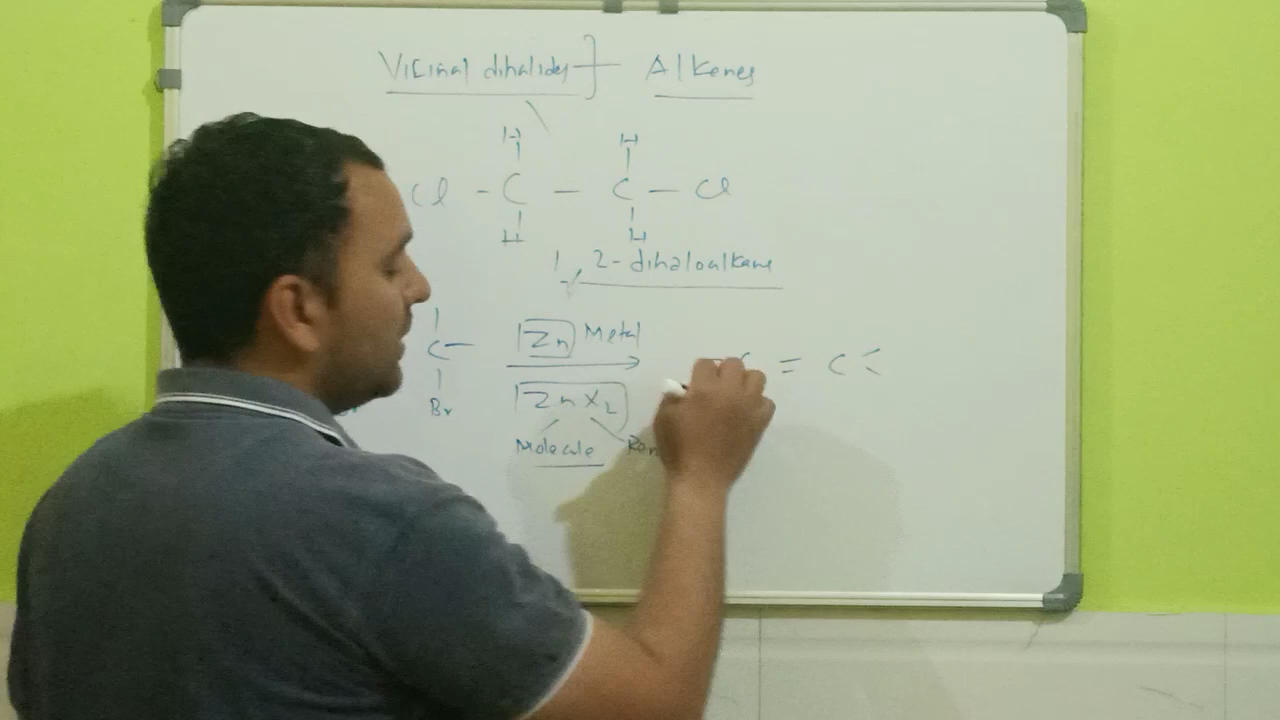 Vicinal dihalides } — Alkenes
H H
Cl - C — C — Cl
H H
1, 2-dihaloalkane
Zn Metal
C — → C = C
Br ZnX2
Molecule